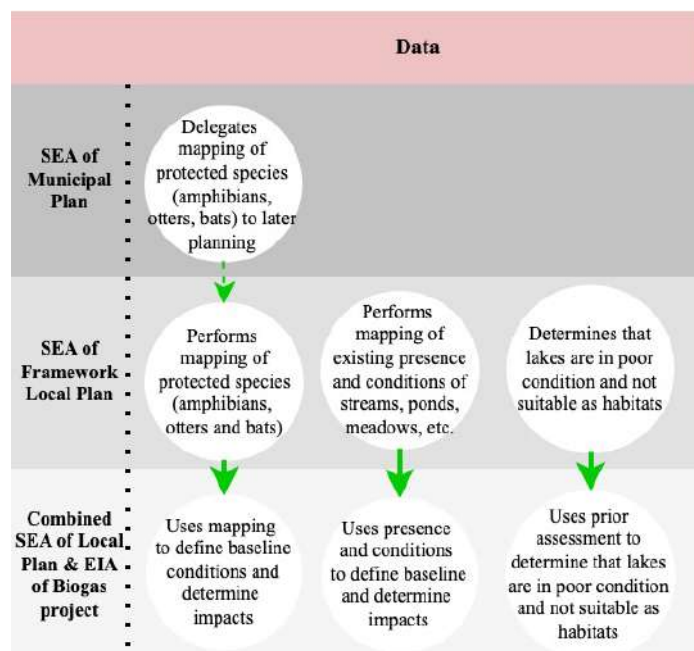 Data
SEA of
Municipal
Plan
Delegates
mapping of
protected species
(amphibians,
otters, bats) to later
planning
SEA of
Framework
Local Plan
Performs
mapping of
protected species
(amphibians,
otters and bats)
Performs
mapping of
existing presence
and conditions of
streams, ponds,
meadows, etc.
Determines that
lakes are in poor
condition and not
suitable as habitats
Combined
SEA of Local
Plan & EIA
of Biogas
project
Uses mapping
to define baseline
conditions and
determine
impacts
Uses presence
and conditions
to define baseline
and determine
impacts
Uses prior
assessment to
determine that lakes
are in poor condition
and not suitable as
habitats